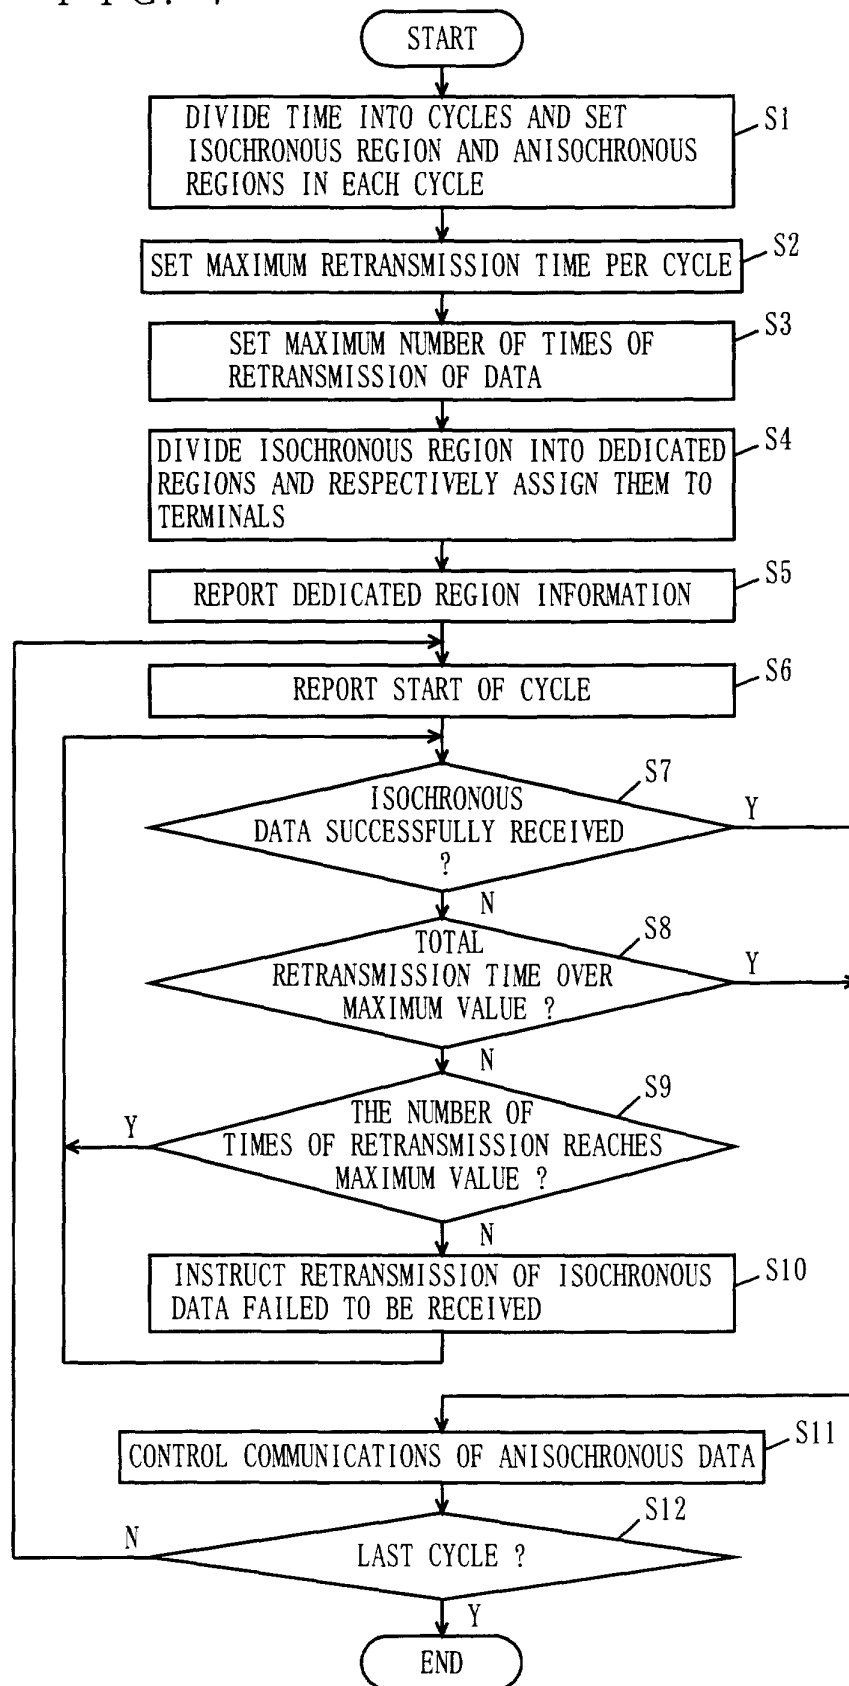 START
DIVIDE TIME INTO CYCLES AND SET
ISOCHRONOUS REGION AND ANISOCHRONOUS
REGIONS IN EACH CYCLE
S1
SET MAXIMUM RETRANSMISSION TIME PER CYCLE
S2
SET MAXIMUM NUMBER OF TIMES OF
RETRANSMISSION OF DATA
S3
DIVIDE ISOCHRONOUS REGION INTO DEDICATED
REGIONS AND RESPECTIVELY ASSIGN THEM TO
TERMINALS
S4
REPORT DEDICATED REGION INFORMATION
S5
REPORT START OF CYCLE
S6
ISOCHRONOUS
DATA SUCCESSFULLY RECEIVED
?
S7
Y
N
TOTAL
RETRANSMISSION TIME OVER
MAXIMUM VALUE ?
S8
Y
N
THE NUMBER OF
TIMES OF RETRANSMISSION REACHES
MAXIMUM VALUE ?
S9
Y
N
INSTRUCT RETRANSMISSION OF ISOCHRONOUS
DATA FAILED TO BE RECEIVED
S10
CONTROL COMMUNICATIONS OF ANISOCHRONOUS DATA
S11
LAST CYCLE ?
S12
N
Y
END